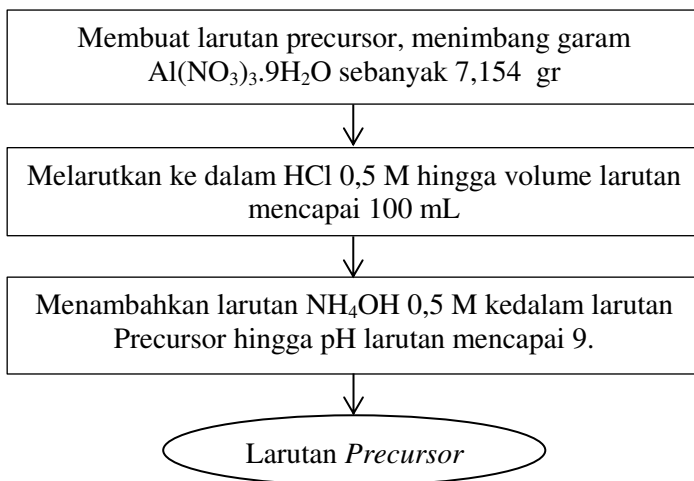 Membuat larutan precursor, menimbang garam
Al(NO₃)₃.9H₂O sebanyak 7,154 gr
Melarutkan ke dalam HCl 0,5 M hingga volume larutan
mencapai 100 mL
Menambahkan larutan NH₄OH 0,5 M kedalam larutan
Precursor hingga pH larutan mencapai 9.
Larutan Precursor